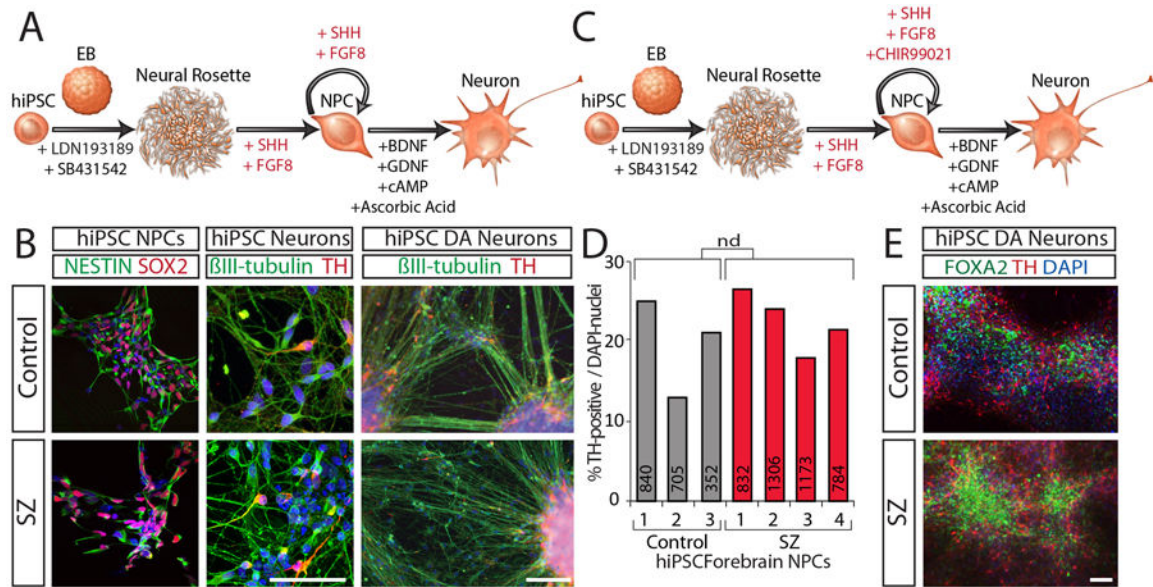 A
EB
hiPSC
Neural Rosette
+ SHH
+ FGF8
NPC
Neuron
+ LDN193189
+ SB431542
+ SHH
+ FGF8
+BDNF
+GDNF
+cAMP
+Ascorbic Acid
C
EB
hiPSC
Neural Rosette
+ SHH
+ FGF8
+CHIR99021
NPC
Neuron
+ LDN193189
+ SB431542
+ SHH
+ FGF8
+BDNF
+GDNF
+cAMP
+Ascorbic Acid
B
hiPSC NPCs
hiPSC Neurons
hiPSC DA Neurons
NESTIN SOX2
ßIII-tubulin TH
ßIII-tubulin TH
Control
SZ
D
nd
% TH-positive / DAPI-nuclei
30
20
10
0
840
705
352
832
1306
1173
784
1 2 3 1 2 3 4
Control SZ
hiPSCForebrain NPCs
E
hiPSC DA Neurons
FOXA2 TH DAPI
Control
SZ